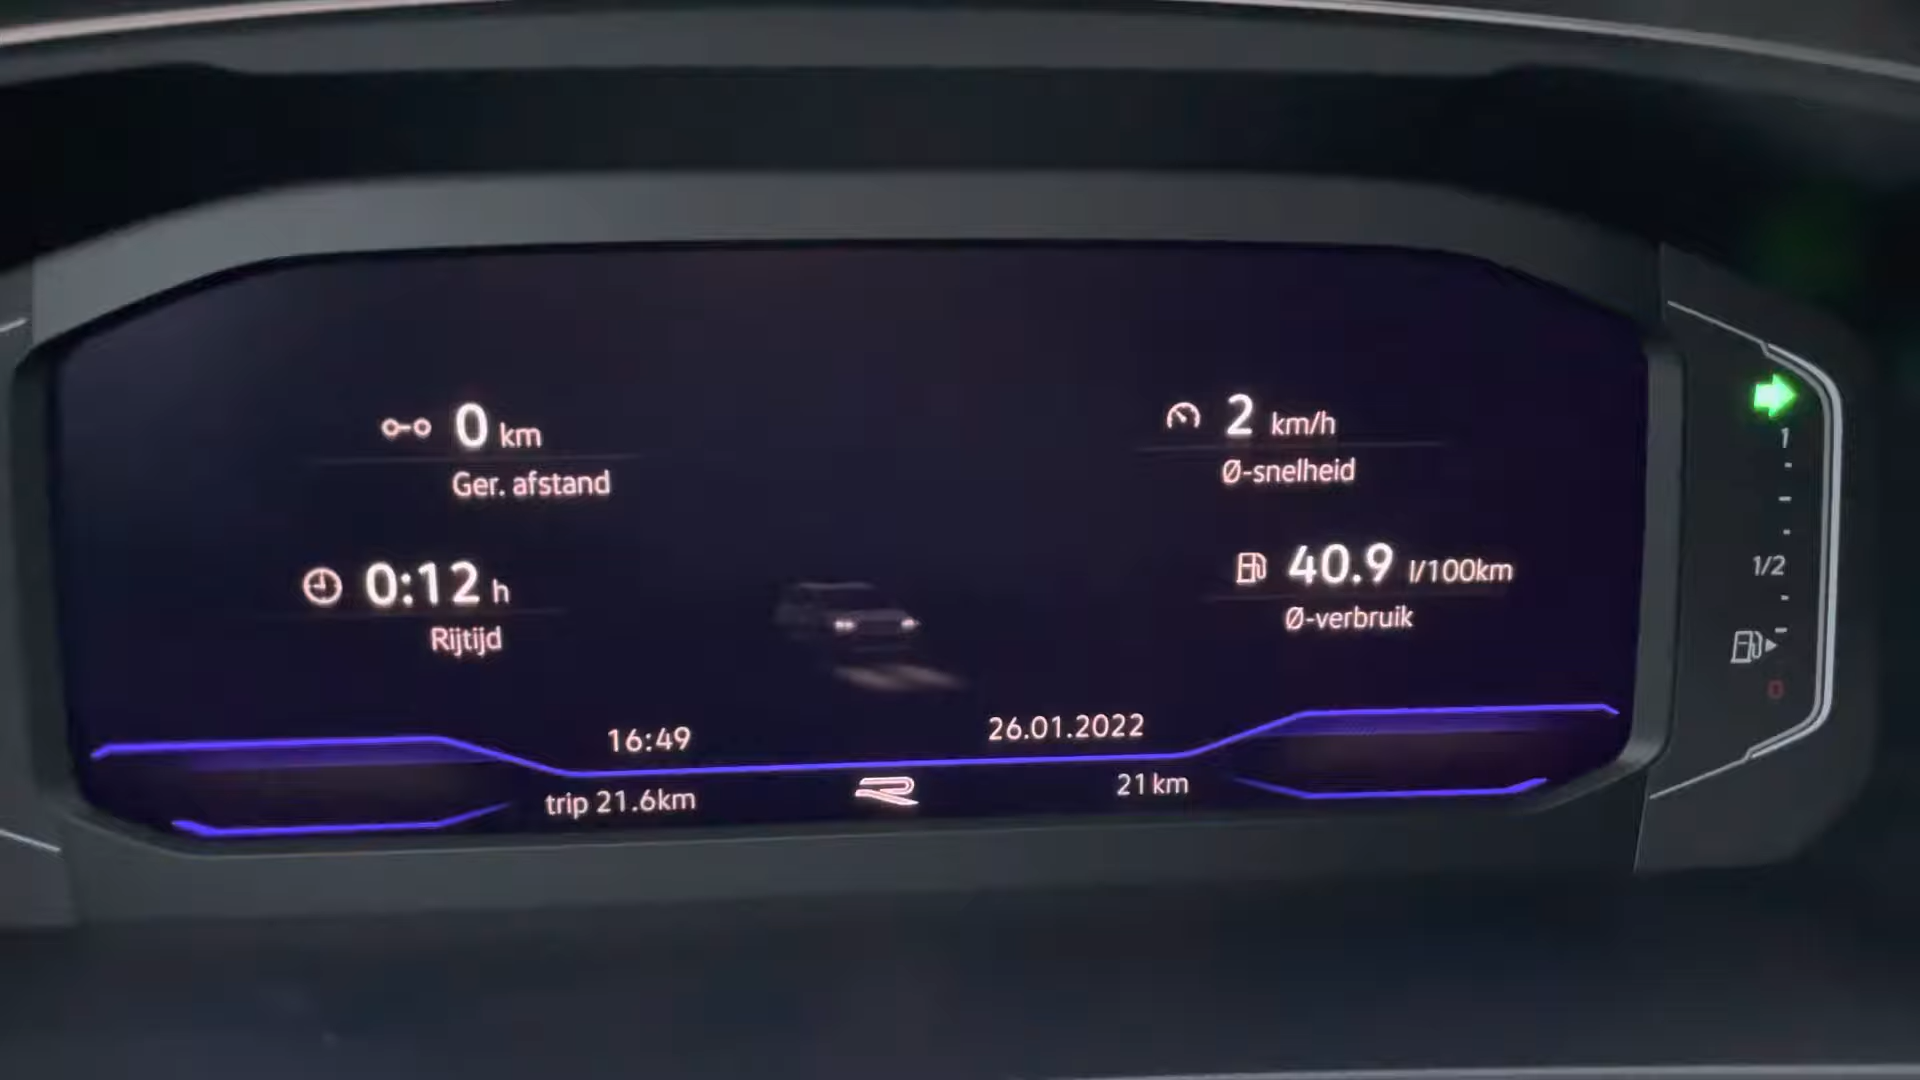 0 km
Ger. afstand
0:12 h
Rijtijd
2 km/h
Ø-snelheid
40.9 l/100km
Ø-verbruik
16:49
26.01.2022
trip 21.6km
R
21 km
1
1/2
0